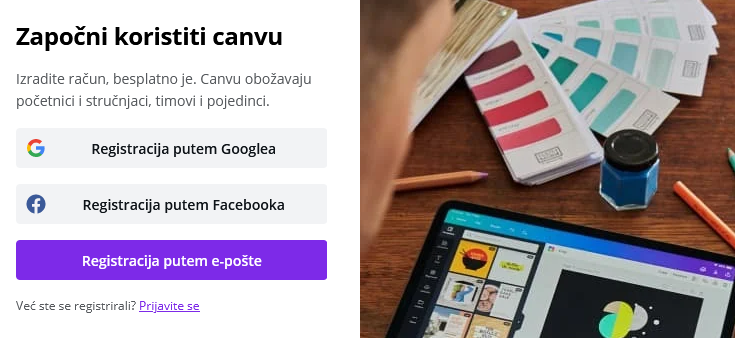 Započni koristiti canvu
Izradite račun, besplatno je. Canvu obožavaju
početnici i stručnjaci, timovi i pojedinci.
Registracija putem Googlea
Registracija putem Facebooka
Registracija putem e-pošte
Već ste se registrirali? Prijavite se